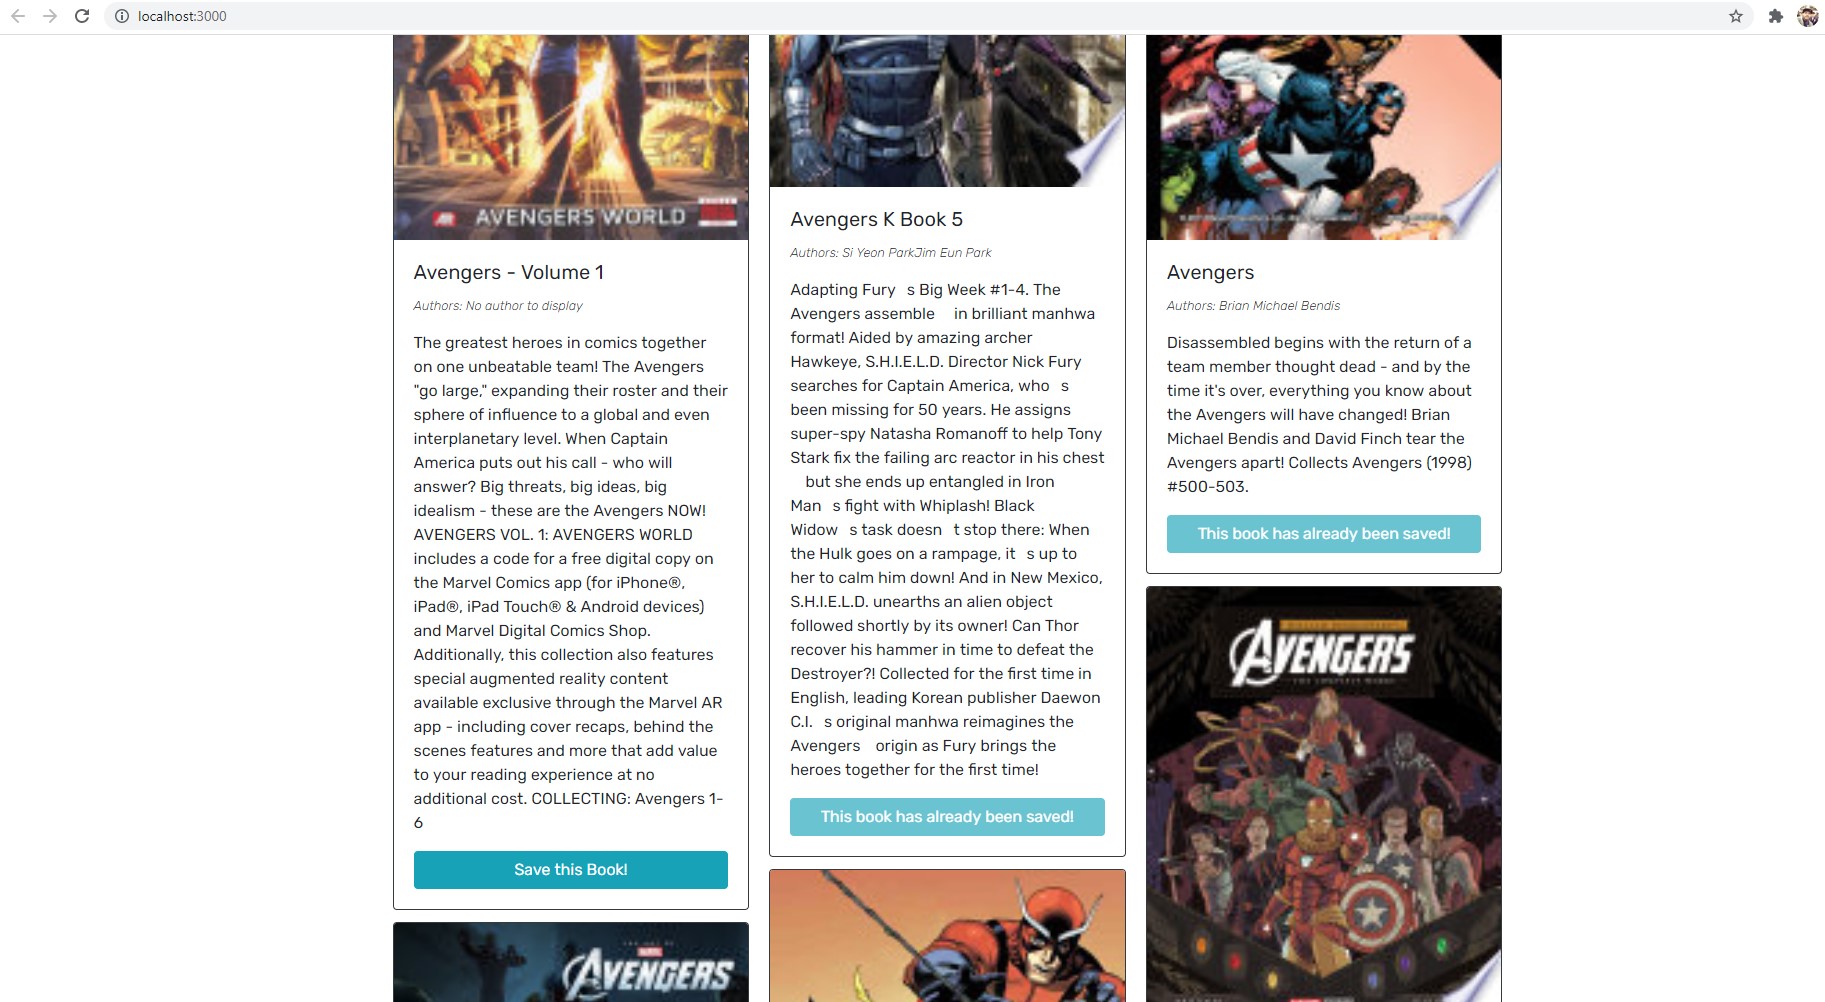 localhost:3000
AVENGERS WORLD
Avengers - Volume 1
Authors: No author to display
The greatest heroes in comics together
on one unbeatable team! The Avengers
"go large," expanding their roster and their
sphere of influence to a global and even
interplanetary level. When Captain
America puts out his call - who will
answer? Big threats, big ideas, big
idealism - these are the Avengers NOW!
AVENGERS VOL. 1: AVENGERS WORLD
includes a code for a free digital copy on
the Marvel Comics app (for iPhone®,
iPad®, iPad Touch® & Android devices)
and Marvel Digital Comics Shop.
Additionally, this collection also features
special augmented reality content
available exclusive through the Marvel AR
app - including cover recaps, behind the
scenes features and more that add value
to your reading experience at no
additional cost. COLLECTING: Avengers 1-
6
Save this Book!
AVENGERS
Avengers K Book 5
Authors: Si Yeon ParkJim Eun Park
Adapting Fury s Big Week #1-4. The
Avengers assemble in brilliant manhwa
format! Aided by amazing archer
Hawkeye, S.H.I.E.L.D. Director Nick Fury
searches for Captain America, who s
been missing for 50 years. He assigns
super-spy Natasha Romanoff to help Tony
Stark fix the failing arc reactor in his chest
but she ends up entangled in Iron
Man s fight with Whiplash! Black
Widow s task doesn t stop there: When
the Hulk goes on a rampage, it s up to
her to calm him down! And in New Mexico,
S.H.I.E.L.D. unearths an alien object
followed shortly by its owner! Can Thor
recover his hammer in time to defeat the
Destroyer?! Collected for the first time in
English, leading Korean publisher Daewon
C.I. s original manhwa reimagines the
Avengers origin as Fury brings the
heroes together for the first time!
This book has already been saved!
Avengers
Authors: Brian Michael Bendis
Disassembled begins with the return of a
team member thought dead - and by the
time it's over, everything you know about
the Avengers will have changed! Brian
Michael Bendis and David Finch tear the
Avengers apart! Collects Avengers (1998)
#500-503.
This book has already been saved!
AVENGERS